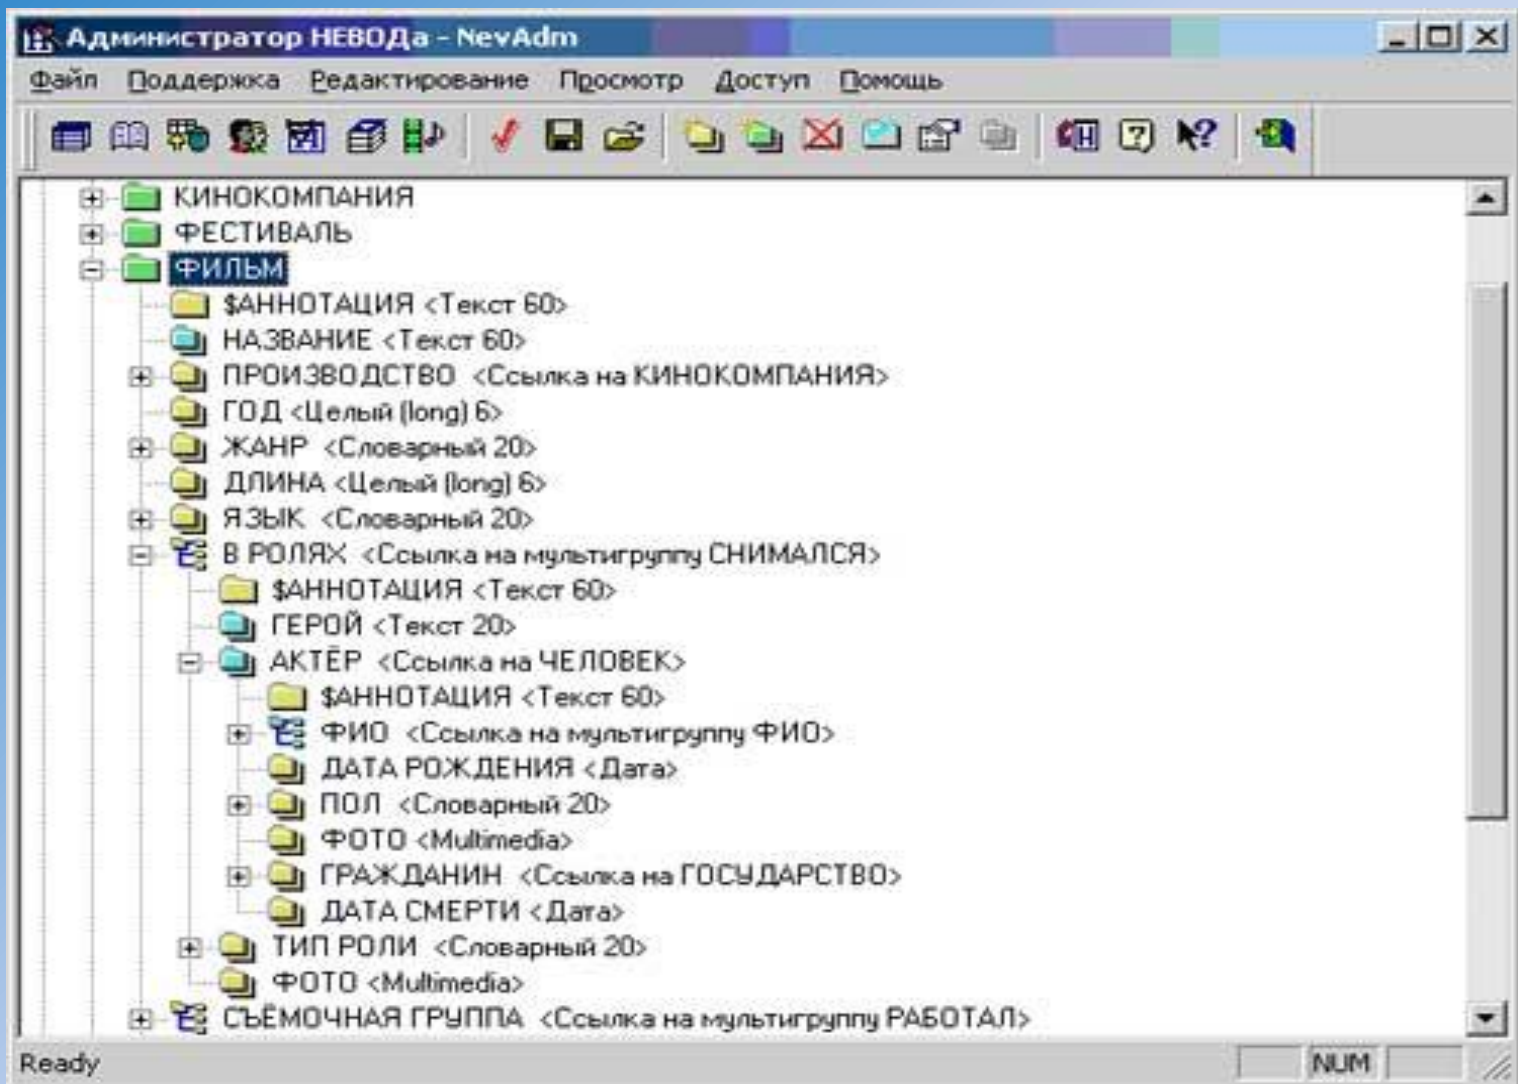 Администратор НЕВОДа - NevAdm
Файл Поддержка Редактирование Просмотр Доступ Помощь
КИНОКОМПАНИЯ
ФЕСТИВАЛЬ
ФИЛЬМ
$АННОТАЦИЯ <Текст 60>
НАЗВАНИЕ <Текст 60>
ПРОИЗВОДСТВО <Ссылка на КИНОКОМПАНИЯ>
ГОД <Целый (long) 6>
ЖАНР <Словарный 20>
ДЛИНА <Целый (long) 6>
ЯЗЫК <Словарный 20>
В РОЛЯХ <Ссылка на мультигруппу СНИМАЛСЯ>
$АННОТАЦИЯ <Текст 60>
ГЕРОЙ <Текст 20>
АКТЁР <Ссылка на ЧЕЛОВЕК>
$АННОТАЦИЯ <Текст 60>
ФИО <Ссылка на мультигруппу ФИО>
ДАТА РОЖДЕНИЯ <Дата>
ПОЛ <Словарный 20>
ФОТО <Multimedia>
ГРАЖДАНИН <Ссылка на ГОСУДАРСТВО>
ДАТА СМЕРТИ <Дата>
ТИП РОЛИ <Словарный 20>
ФОТО <Multimedia>
СЪЁМОЧНАЯ ГРУППА <Ссылка на мультигруппу РАБОТАЛ>
Ready NUM